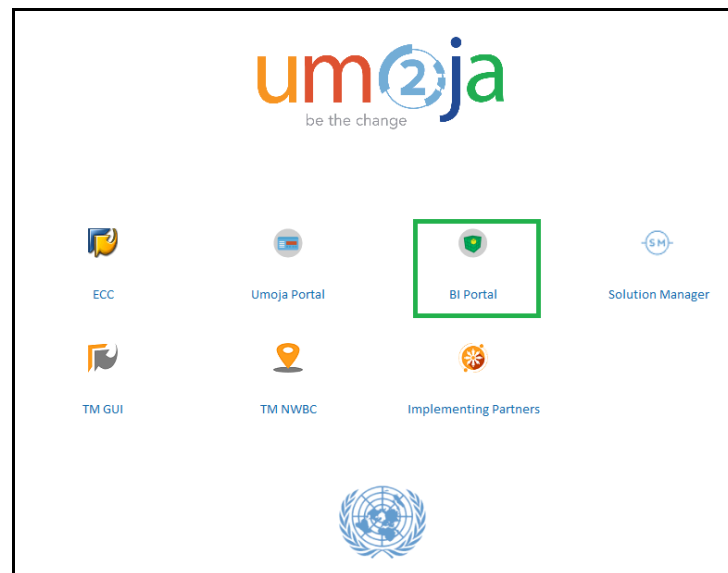 um2ja
be the change
ECC
Umoja Portal
BI Portal
SM
Solution Manager
TM GUI
TM NWBC
Implementing Partners